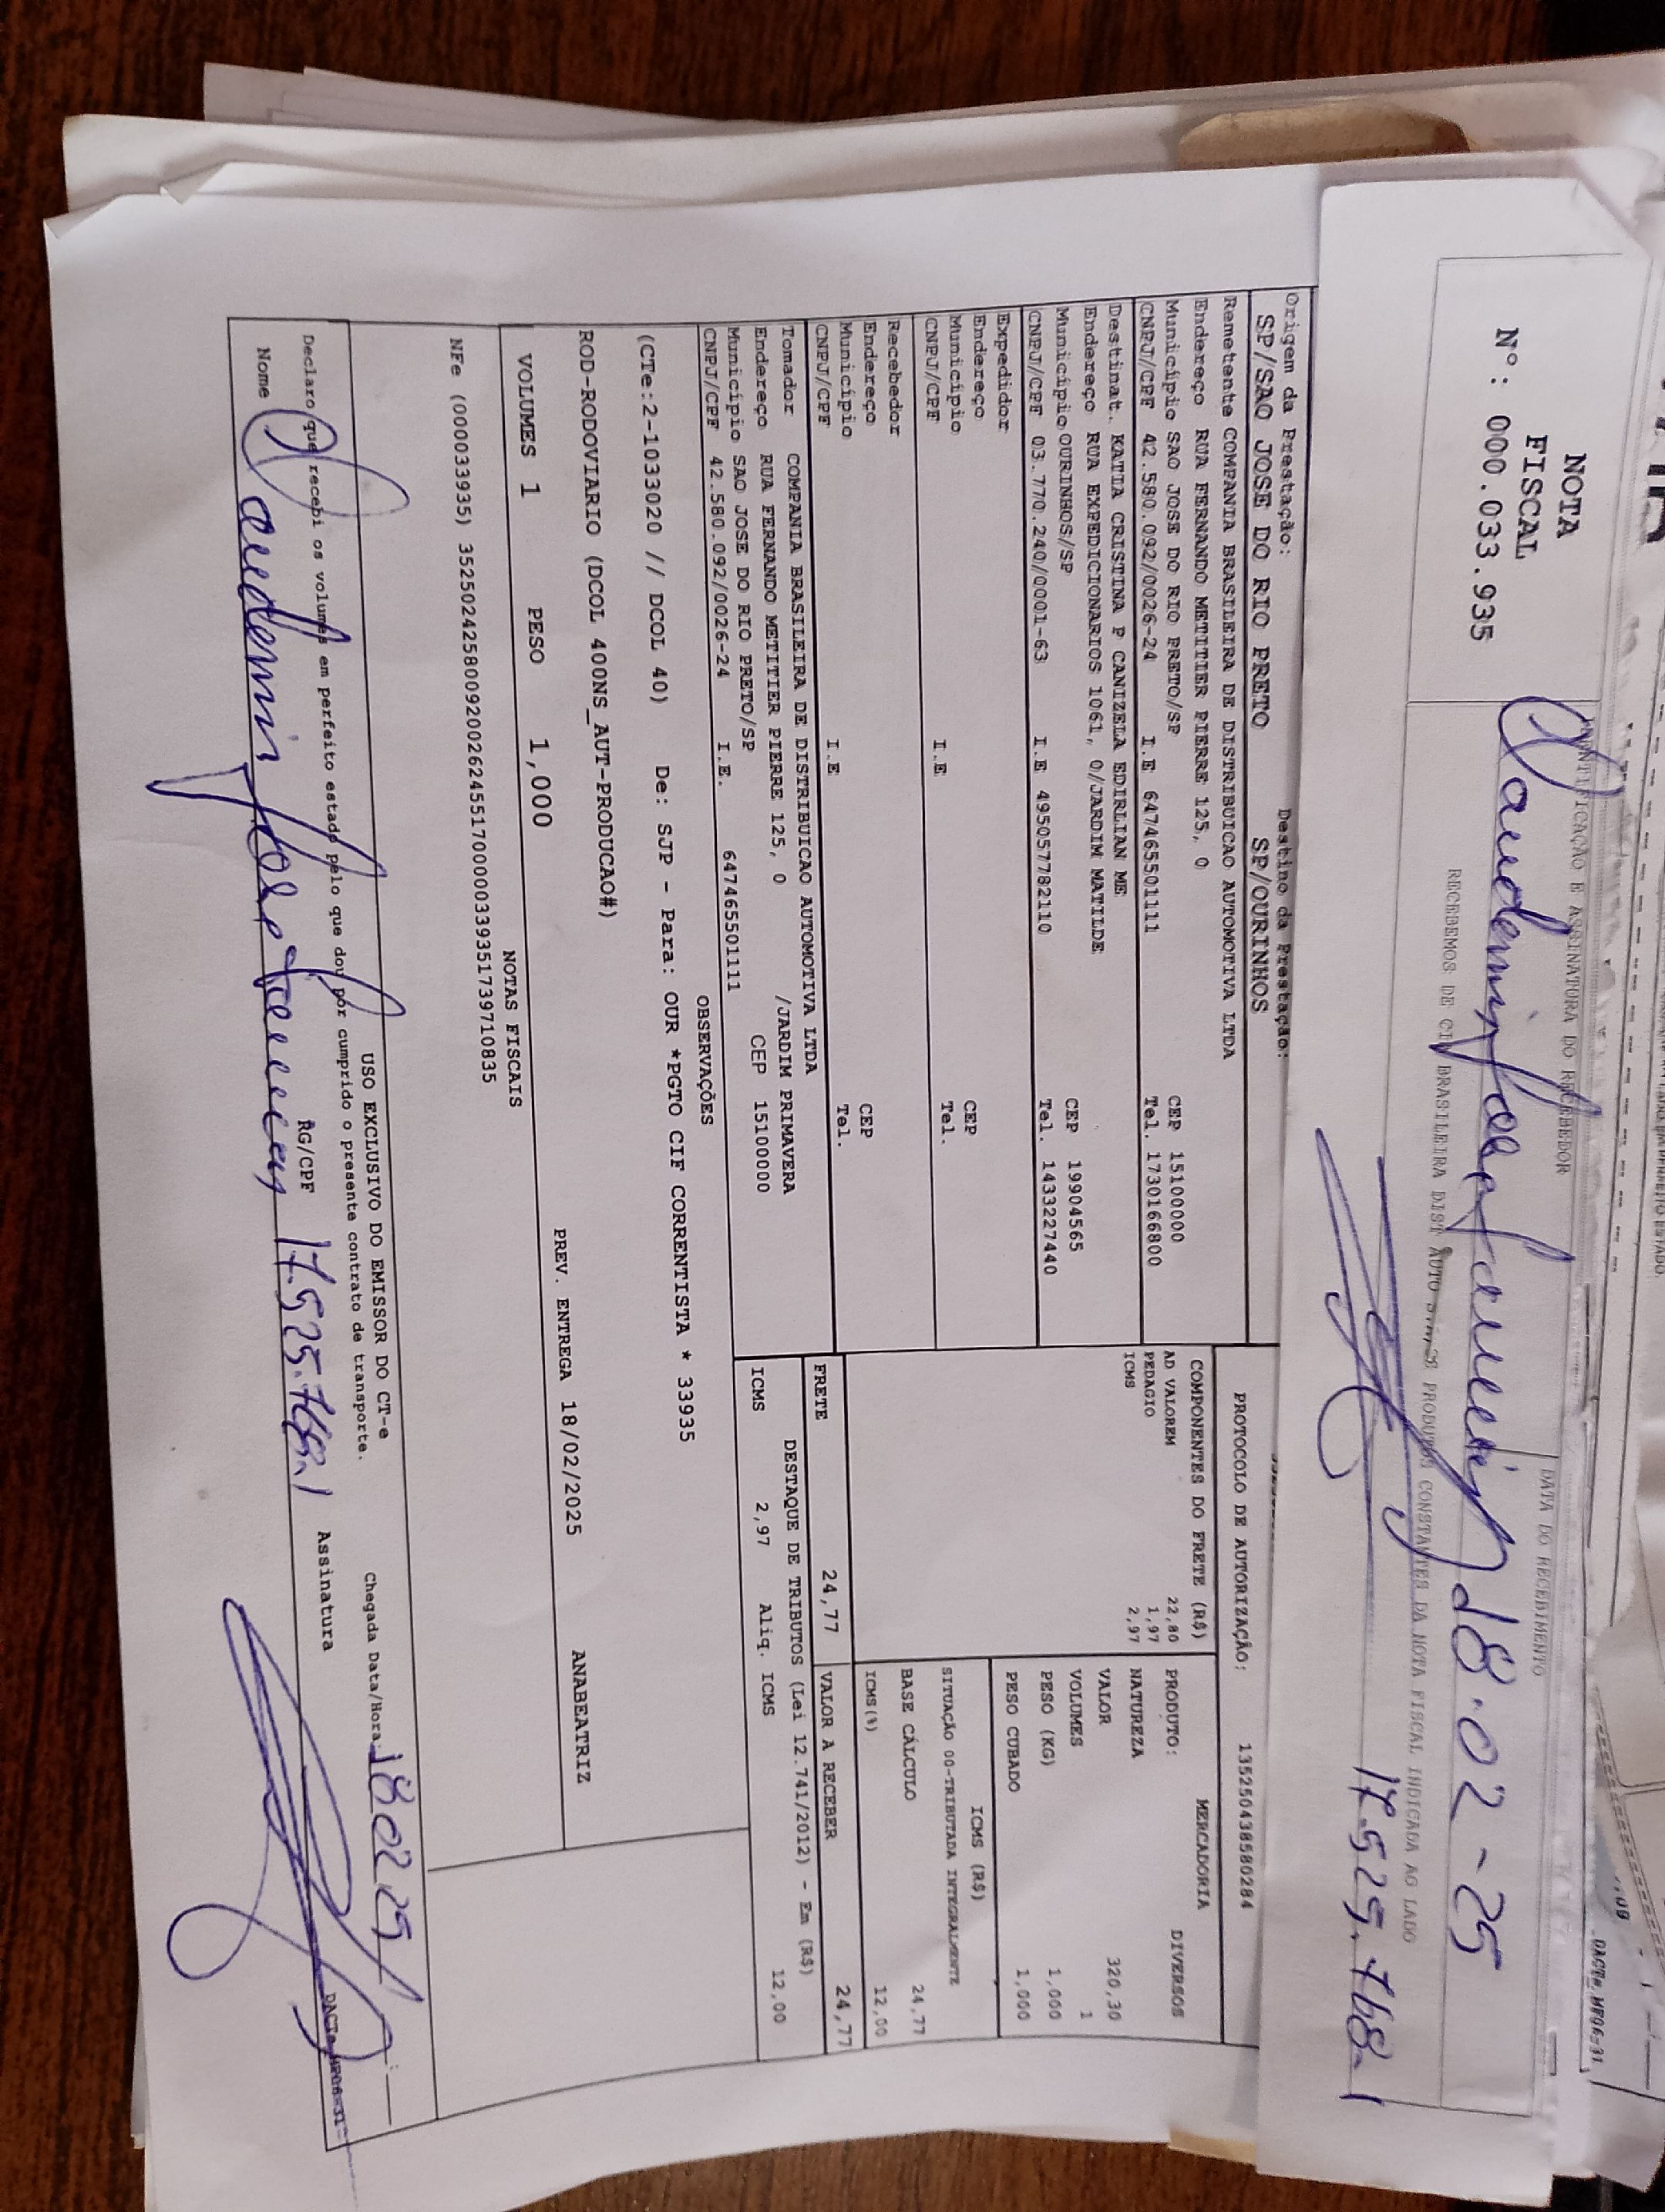 NOTA
FISCAL
Nº: 000.033.935
IDENTIFICAÇÃO E ASSINATURA DO RECEBEDOR
DATA DO RECEBIMENTO
18.02-25
RECEBEMOS DE CIA BRASILEIRA DIST AUTO PRODUTOS CONSTANTES DA NOTA FISCAL INDICADA AO LADO
17.525.768-1
Origem da Prestação: Destino da Prestação:
SP/SAO JOSE DO RIO PRETO SP/OURINHOS
PROTOCOLO DE AUTORIZAÇÃO: 135250438580284
Remetente COMPANIA BRASILEIRA DE DISTRIBUICAO AUTOMOTIVA LTDA
Endereço RUA FERNANDO METITIER PIERRE 125, 0
Município SAO JOSE DO RIO PRETO/SP CEP 15100000
CNPJ/CPF 42.580.092/0026-24 I.E 647465501111 Tel. 1730166800
Destinat. KATIA CRISTINA P CANIZELA EDIRLIAN ME
Endereço RUA EXPEDICIONARIOS 1061, 0/JARDIM MATILDE
Município OURINHOS/SP CEP 19904565
CNPJ/CPF 03.770.240/0001-63 I.E 495057782110 Tel. 1433227440
Expedidor
Endereço
Município CEP
CNPJ/CPF I.E Tel.
Recebedor
Endereço
Município CEP
CNPJ/CPF I.E Tel.
Tomador COMPANIA BRASILEIRA DE DISTRIBUICAO AUTOMOTIVA LTDA
Endereço RUA FERNANDO METITIER PIERRE 125, 0 /JARDIM PRIMAVERA
Município SAO JOSE DO RIO PRETO/SP CEP 15100000
CNPJ/CPF 42.580.092/0026-24 I.E. 647465501111
COMPONENTES DO FRETE (R$)
AD VALOREM 22,80
PEDAGIO 1,97
ICMS 2,97
MERCADORIA
PRODUTO: DIVERSOS
NATUREZA
VALOR 320,30
VOLUMES 1
PESO (KG) 1,000
PESO CUBADO 1,000
ICMS (R$)
SITUAÇÃO 00-TRIBUTADA INTEGRALMENTE
BASE CÁLCULO 24,77
ICMS(%) 12,00
FRETE 24,77 VALOR A RECEBER 24,77
DESTAQUE DE TRIBUTOS (Lei 12.741/2012) - Em (R$)
ICMS 2,97 Aliq. ICMS 12,00
OBSERVAÇÕES
(CTe:2-1033020 // DCOL 40) De: SJP - Para: OUR *PGTO CIF CORRENTISTA * 33935
ROD-RODOVIARIO (DCOL 400NS_AUT-PRODUCAO#)
VOLUMES 1 PESO 1,000 PREV. ENTREGA 18/02/2025 ANABEATRIZ
NOTAS FISCAIS
NFe (000033935) 35250242580092002624551700000339351739710835
USO EXCLUSIVO DO EMISSOR DO CT-e
Declaro que recebi os volumes em perfeito estado pelo que dou por cumprido o presente contrato de transporte.
Chegada Data/Hora: 18 02 25
Nome RG/CPF 17.525.768-1 Assinatura
DACTe MP06-31